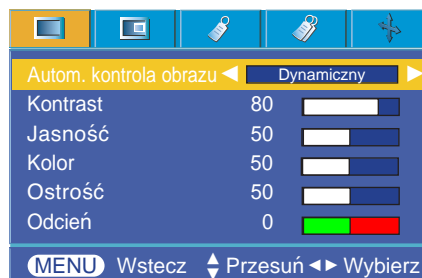 Autom. kontrola obrazu Dynamiczny
Kontrast 80
Jasność 50
Kolor 50
Ostrość 50
Odcień 0
MENU Wstecz Przesuń Wybierz